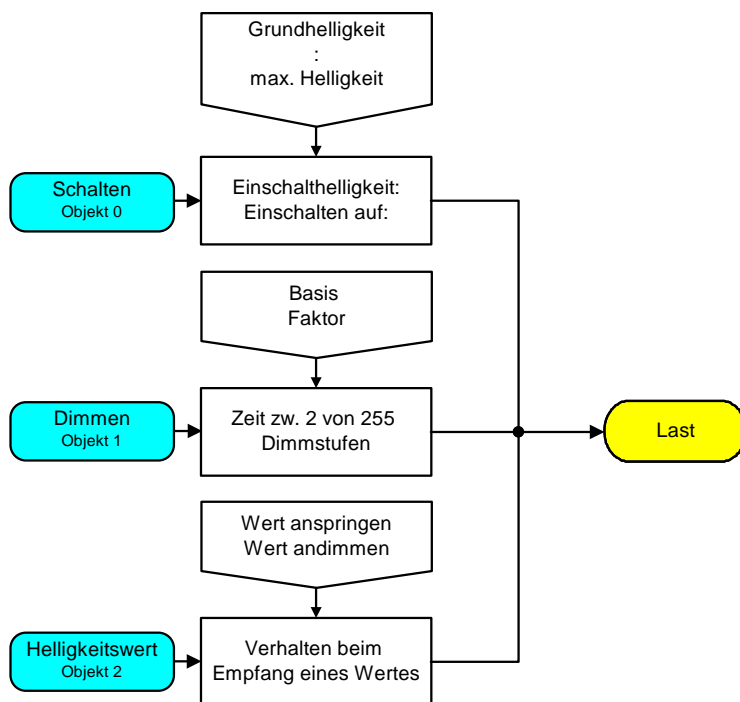 Grundhelligkeit
:
max. Helligkeit
Schalten
Objekt 0
Einschalthelligkeit:
Einschalten auf:
Basis
Faktor
Dimmen
Objekt 1
Zeit zw. 2 von 255
Dimmstufen
Last
Wert anspringen
Wert andimmen
Helligkeitswert
Objekt 2
Verhalten beim
Empfang eines Wertes